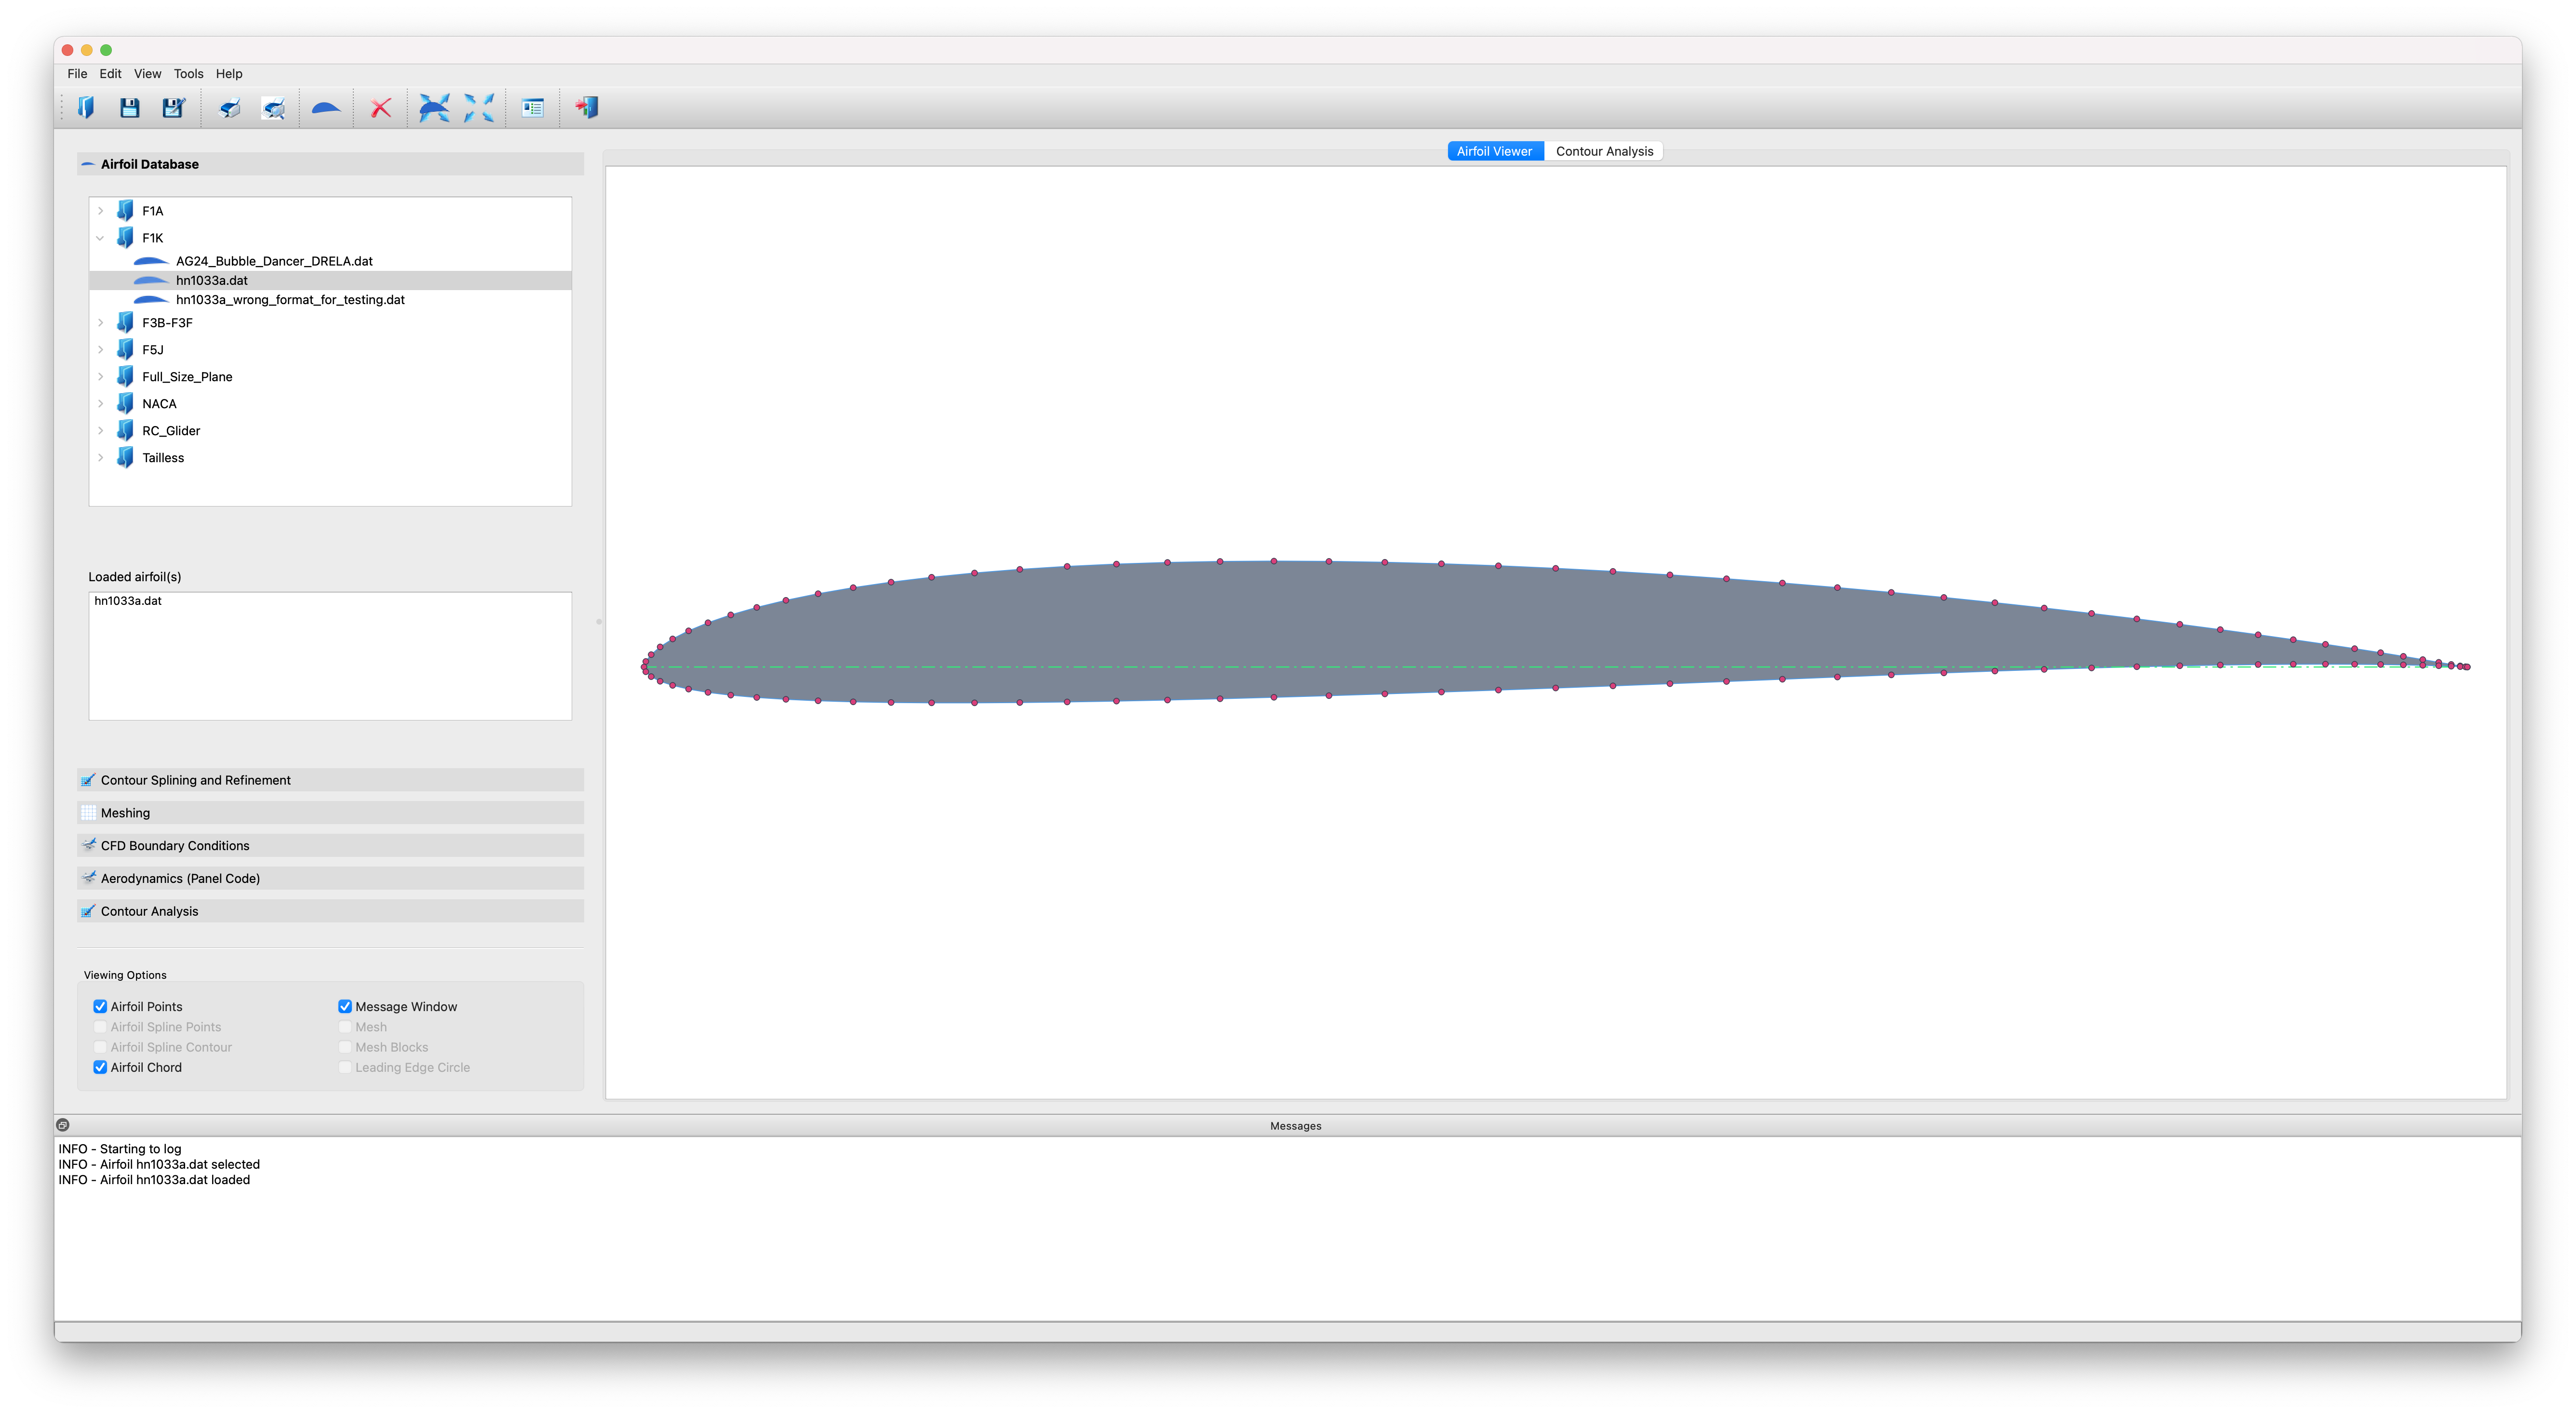 File Edit View Tools Help
Airfoil Database
F1A
F1K
AG24_Bubble_Dancer_DRELA.dat
hn1033a.dat
hn1033a_wrong_format_for_testing.dat
F3B-F3F
F5J
Full_Size_Plane
NACA
RC_Glider
Tailless
Loaded airfoil(s)
hn1033a.dat
Contour Splining and Refinement
Meshing
CFD Boundary Conditions
Aerodynamics (Panel Code)
Contour Analysis
Viewing Options
Airfoil Points
Message Window
Airfoil Spline Points
Mesh
Airfoil Spline Contour
Mesh Blocks
Airfoil Chord
Leading Edge Circle
Airfoil Viewer
Contour Analysis
Messages
INFO - Starting to log
INFO - Airfoil hn1033a.dat selected
INFO - Airfoil hn1033a.dat loaded